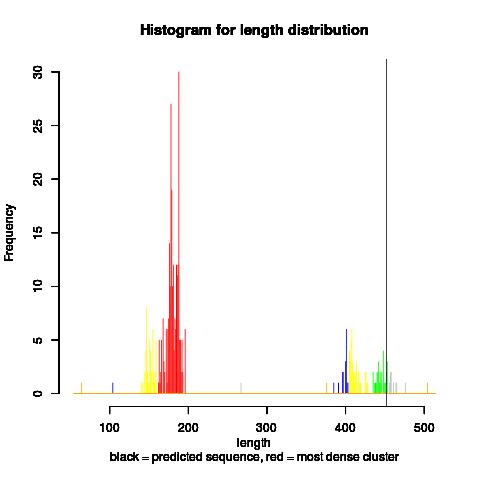 Histogram for length distribution
Frequency
30
25
20
15
10
5
0
100 200 300 400 500
length
black = predicted sequence, red = most dense cluster